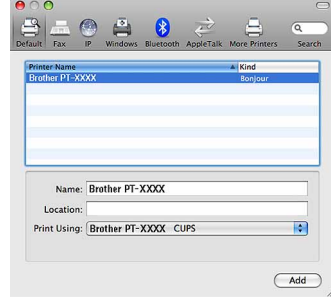 Default Fax IP Windows Bluetooth AppleTalk More Printers Search
Printer Name Kind
Brother PT-XXXX Bonjour
Name: Brother PT-XXXX
Location:
Print Using: Brother PT-XXXX CUPS
Add